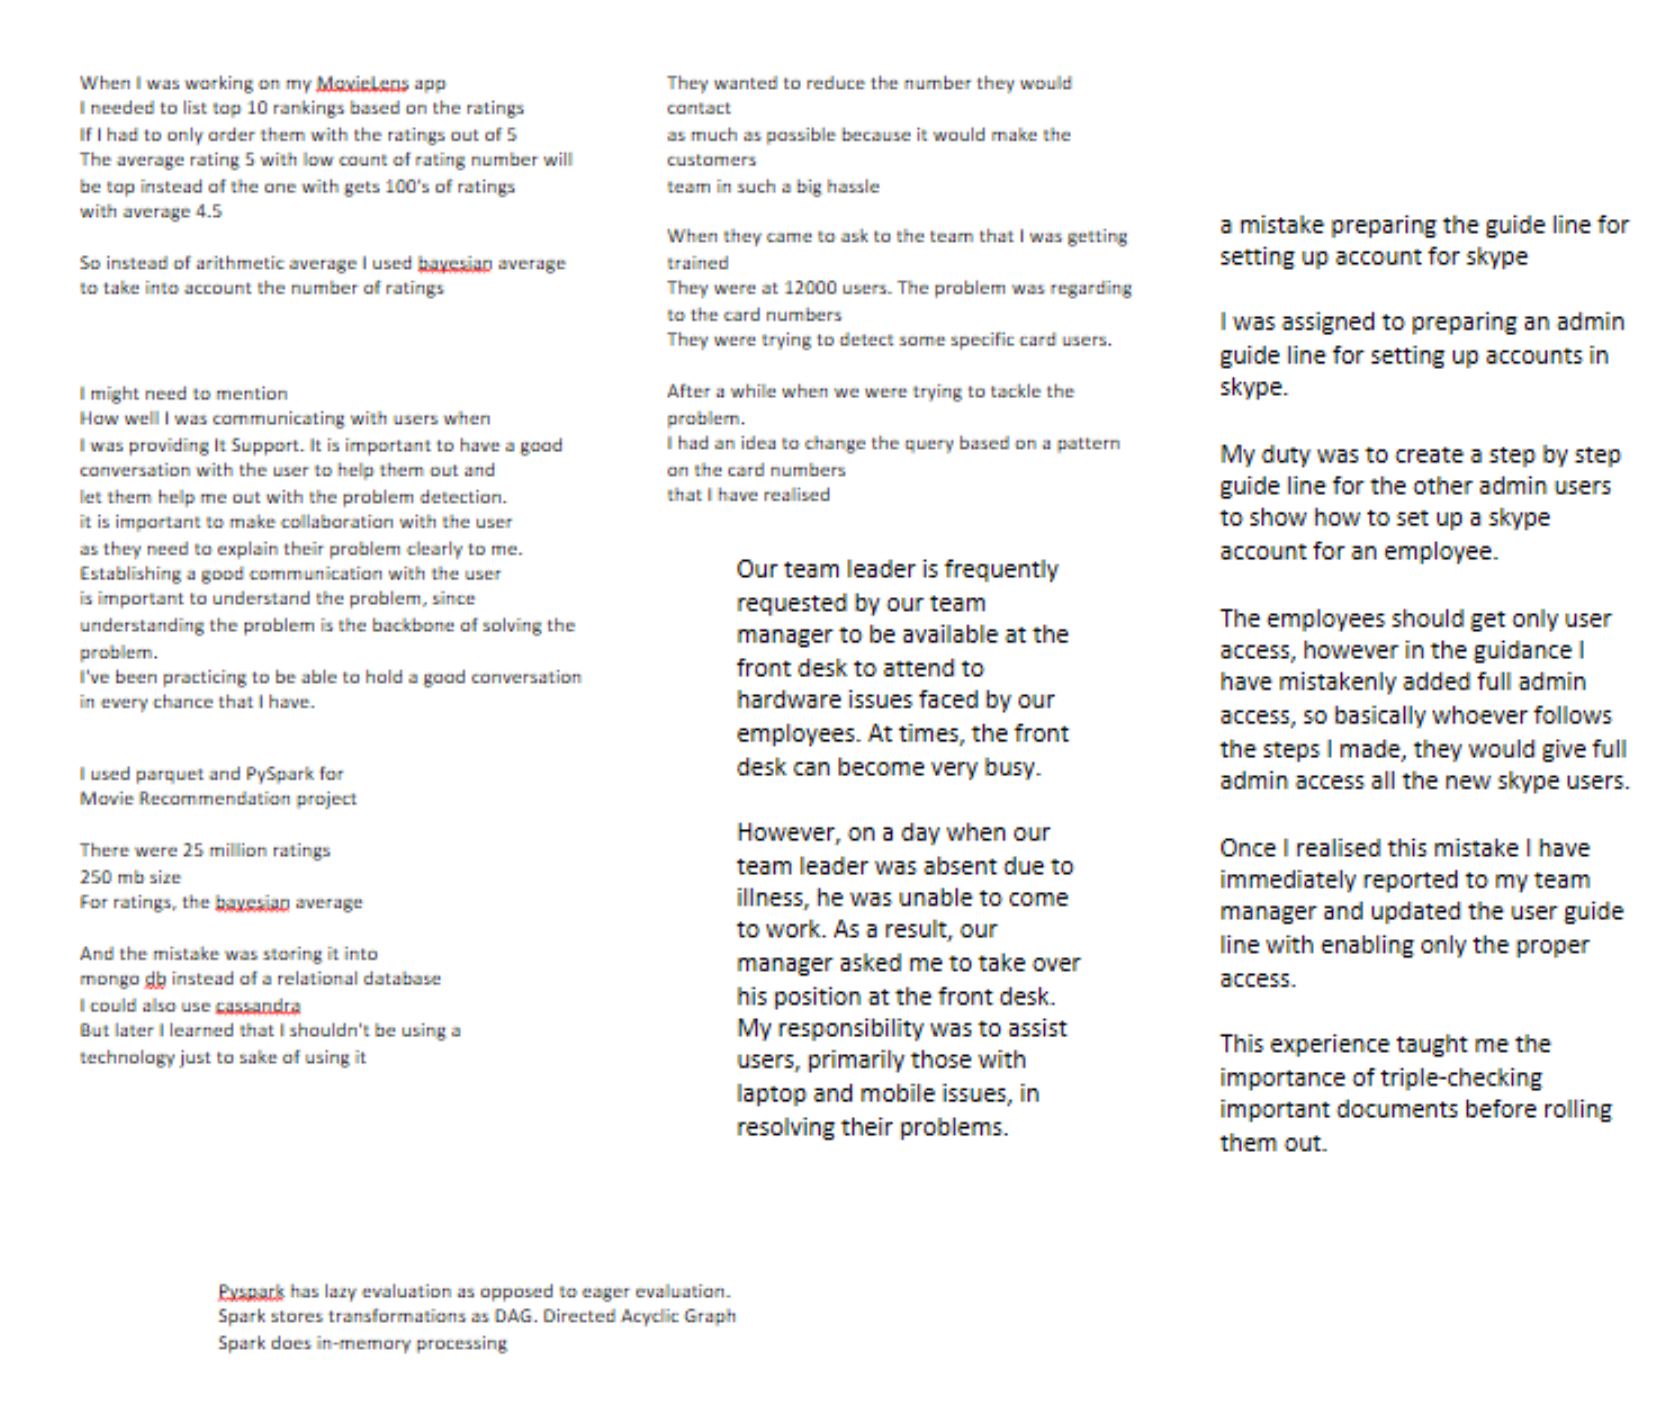 When I was working on my MovieLens app
I needed to list top 10 rankings based on the ratings
If I had to only order them with the ratings out of 5
The average rating 5 with low count of rating number will
be top instead of the one with gets 100's of ratings
with average 4.5
So instead of arithmetic average I used bayesian average
to take into account the number of ratings
I might need to mention
How well I was communicating with users when
I was providing It Support. It is important to have a good
conversation with the user to help them out and
let them help me out with the problem detection.
it is important to make collaboration with the user
as they need to explain their problem clearly to me.
Establishing a good communication with the user
is important to understand the problem, since
understanding the problem is the backbone of solving the
problem.
I've been practicing to be able to hold a good conversation
in every chance that I have.
I used parquet and PySpark for
Movie Recommendation project
There were 25 million ratings
250 mb size
For ratings, the bayesian average
And the mistake was storing it into
mongo db instead of a relational database
I could also use cassandra
But later I learned that I shouldn't be using a
technology just to sake of using it
They wanted to reduce the number they would
contact
as much as possible because it would make the
customers
team in such a big hassle
When they came to ask to the team that I was getting
trained
They were at 12000 users. The problem was regarding
to the card numbers
They were trying to detect some specific card users.
After a while when we were trying to tackle the
problem.
I had an idea to change the query based on a pattern
on the card numbers
that I have realised
Our team leader is frequently
requested by our team
manager to be available at the
front desk to attend to
hardware issues faced by our
employees. At times, the front
desk can become very busy.
However, on a day when our
team leader was absent due to
illness, he was unable to come
to work. As a result, our
manager asked me to take over
his position at the front desk.
My responsibility was to assist
users, primarily those with
laptop and mobile issues, in
resolving their problems.
a mistake preparing the guide line for
setting up account for skype
I was assigned to preparing an admin
guide line for setting up accounts in
skype.
My duty was to create a step by step
guide line for the other admin users
to show how to set up a skype
account for an employee.
The employees should get only user
access, however in the guidance I
have mistakenly added full admin
access, so basically whoever follows
the steps I made, they would give full
admin access all the new skype users.
Once I realised this mistake I have
immediately reported to my team
manager and updated the user guide
line with enabling only the proper
access.
This experience taught me the
importance of triple-checking
important documents before rolling
them out.
Pyspark has lazy evaluation as opposed to eager evaluation.
Spark stores transformations as DAG. Directed Acyclic Graph
Spark does in-memory processing